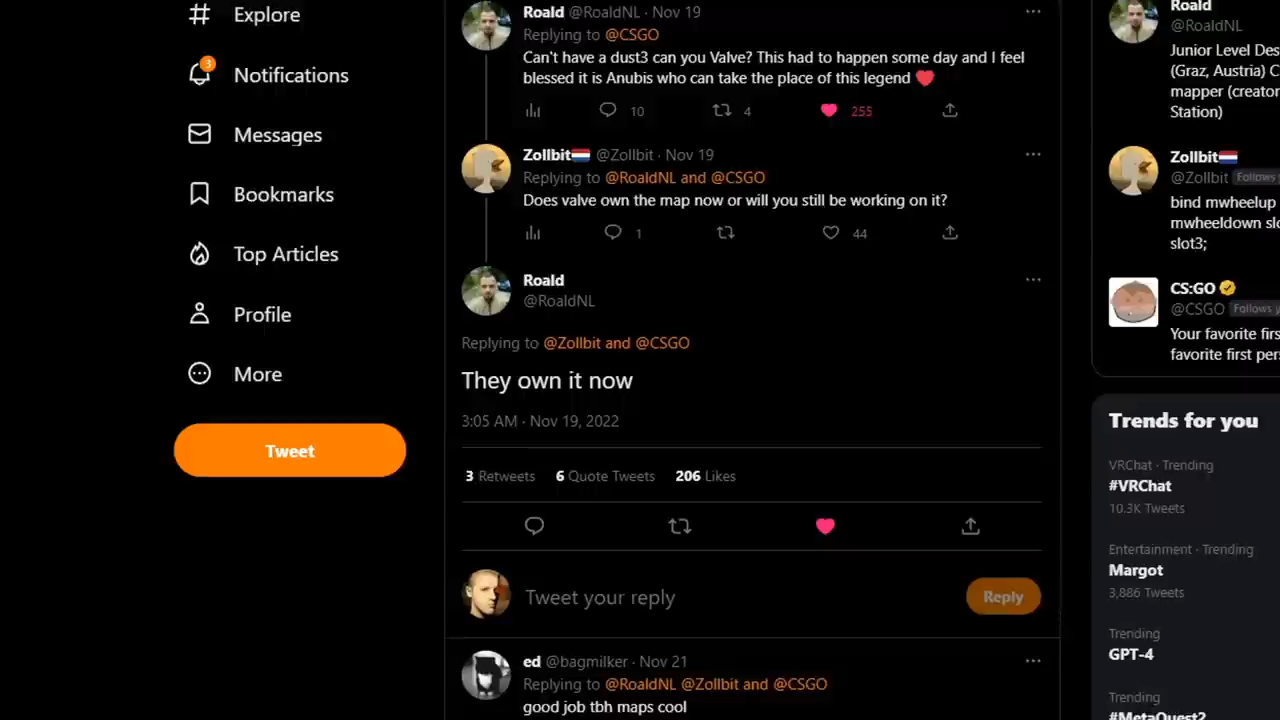 Explore
3
Notifications
Messages
Bookmarks
Top Articles
Profile
More
Tweet
Roald @RoaldNL · Nov 19
Replying to @CSGO
Can't have a dust3 can you Valve? This had to happen some day and I feel
blessed it is Anubis who can take the place of this legend ❤
10 4 255
Zollbit @Zollbit · Nov 19
Replying to @RoaldNL and @CSGO
Does valve own the map now or will you still be working on it?
1 44
Roald
@RoaldNL
Replying to @Zollbit and @CSGO
They own it now
3:05 AM · Nov 19, 2022
3 Retweets 6 Quote Tweets 206 Likes
Tweet your reply
Reply
ed @bagmilker · Nov 21
Replying to @RoaldNL @Zollbit and @CSGO
good job tbh maps cool
Roald
@RoaldNL
Junior Level Des
(Graz, Austria) C
mapper (creator
Station)
Zollbit
@Zollbit Follows
bind mwheelup
mwheeldown slo
slot3;
CS:GO
@CSGO Follows y
Your favorite firs
favorite first pers
Trends for you
VRChat · Trending
#VRChat
10.3K Tweets
Entertainment · Trending
Margot
3,886 Tweets
Trending
GPT-4
Trending
#MetaQuest2